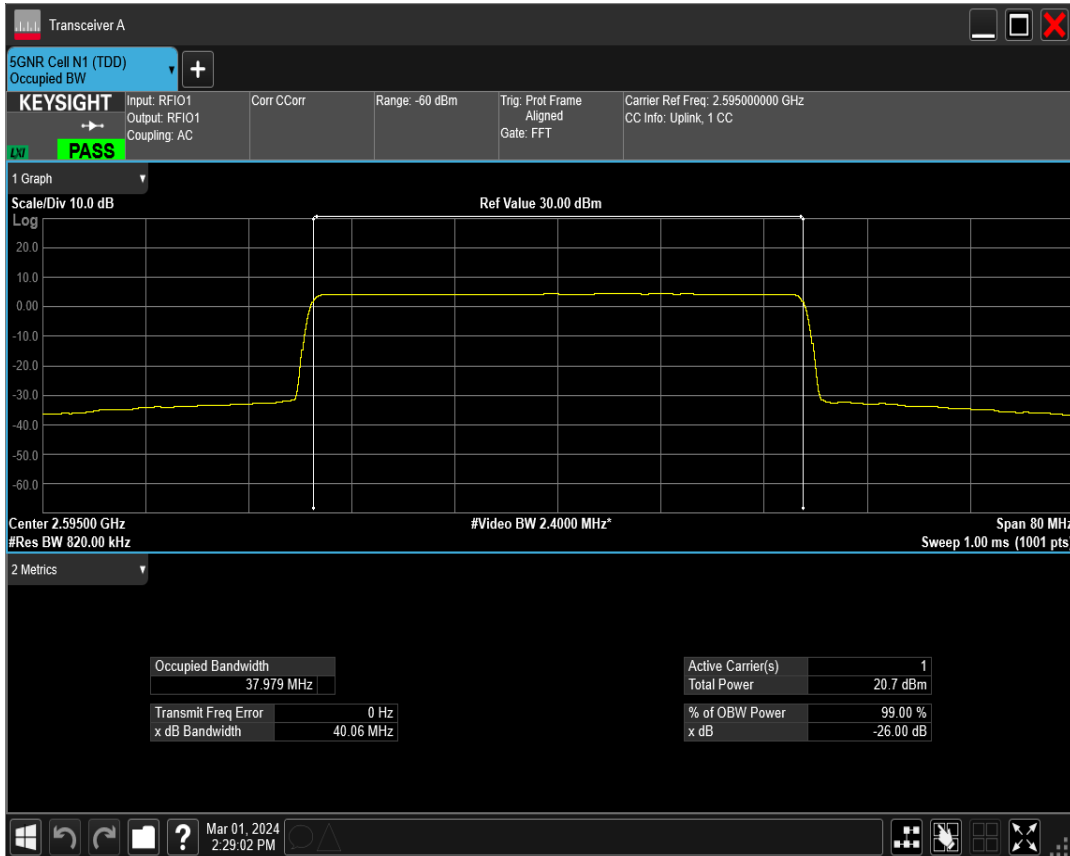 Transceiver A
5GNR Cell N1 (TDD)
Occupied BW
+
KEYSIGHT
LXI
PASS
Input: RFIO1
Output: RFIO1
Coupling: AC
Corr CCorr
Range: -60 dBm
Trig: Prot Frame
Aligned
Gate: FFT
Carrier Ref Freq: 2.595000000 GHz
CC Info: Uplink, 1 CC
1 Graph
Scale/Div 10.0 dB
Ref Value 30.00 dBm
Log
20.0
10.0
0.00
-10.0
-20.0
-30.0
-40.0
-50.0
-60.0
Center 2.59500 GHz
#Video BW 2.4000 MHz*
Span 80 MHz
#Res BW 820.00 kHz
Sweep 1.00 ms (1001 pts)
2 Metrics
Occupied Bandwidth
37.979 MHz
Transmit Freq Error 0 Hz
x dB Bandwidth 40.06 MHz
Active Carrier(s) 1
Total Power 20.7 dBm
% of OBW Power 99.00 %
x dB -26.00 dB
?
Mar 01, 2024
2:29:02 PM